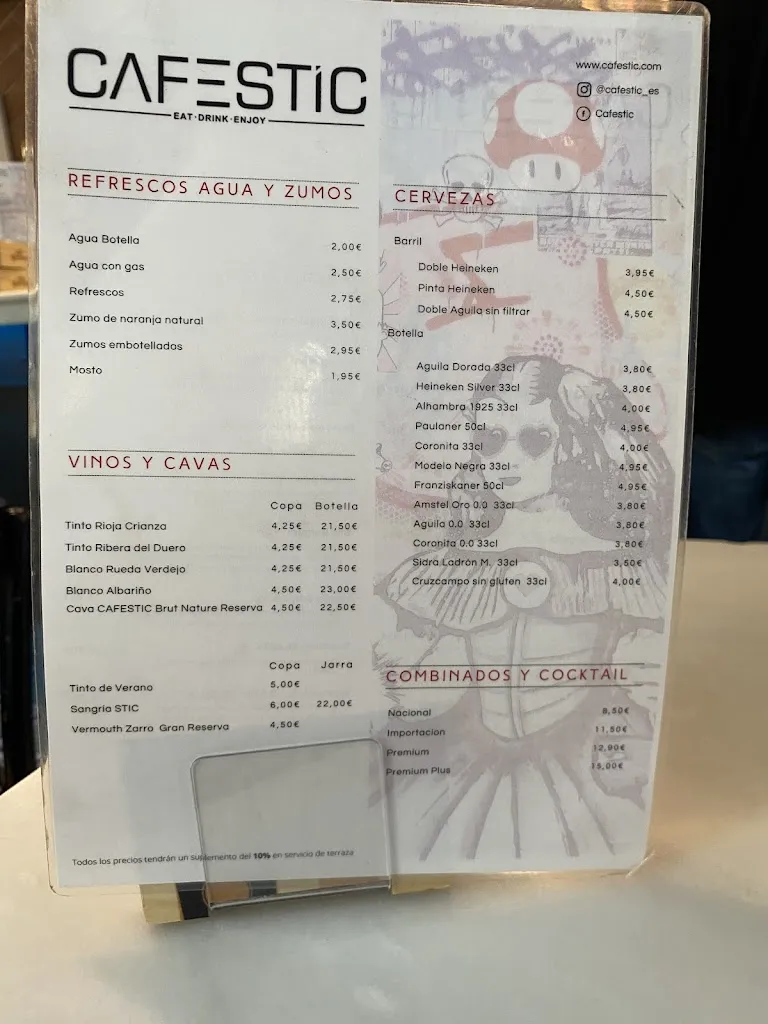 CAFESTIC
EAT·DRINK·ENJOY
www.cafestic.com
@cafestic_es
Cafestic
REFRESCOS AGUA Y ZUMOS
Agua Botella 2,00€
Agua con gas 2,50€
Refrescos 2,75€
Zumo de naranja natural 3,50€
Zumos embotellados 2,95€
Mosto 1,95€
VINOS Y CAVAS
Copa Botella
Tinto Rioja Crianza 4,25€ 21,50€
Tinto Ribera del Duero 4,25€ 21,50€
Blanco Rueda Verdejo 4,25€ 21,50€
Blanco Albariño 4,50€ 23,00€
Cava CAFESTIC Brut Nature Reserva 4,50€ 22,50€
Copa Jarra
Tinto de Verano 5,00€
Sangria STIC 6,00€ 22,00€
Vermouth Zarro Gran Reserva 4,50€
Todos los precios tendrán un suplemento del 10% en servicio de terraza
CERVEZAS
Barril
Doble Heineken 3,95€
Pinta Heineken 4,50€
Doble Aguila sin filtrar 4,50€
Botella
Aguila Dorada 33cl 3,80€
Heineken Silver 33cl 3,80€
Alhambra 1925 33cl 4,00€
Paulaner 50cl 4,95€
Coronita 33cl 4,00€
Modelo Negra 33cl 4,95€
Franziskaner 50cl 4,95€
Amstel Oro 0,0 33cl 3,80€
Aguila 0.0 33cl 3,80€
Coronita 0.0 33cl 3,80€
Sidra Ladrón M. 33cl 3,50€
Cruzcampo sin gluten 33cl 4,00€
COMBINADOS Y COCKTAIL
Nacional 8,50€
Importacion 11,50€
Premium 12,90€
Premium Plus 15,00€